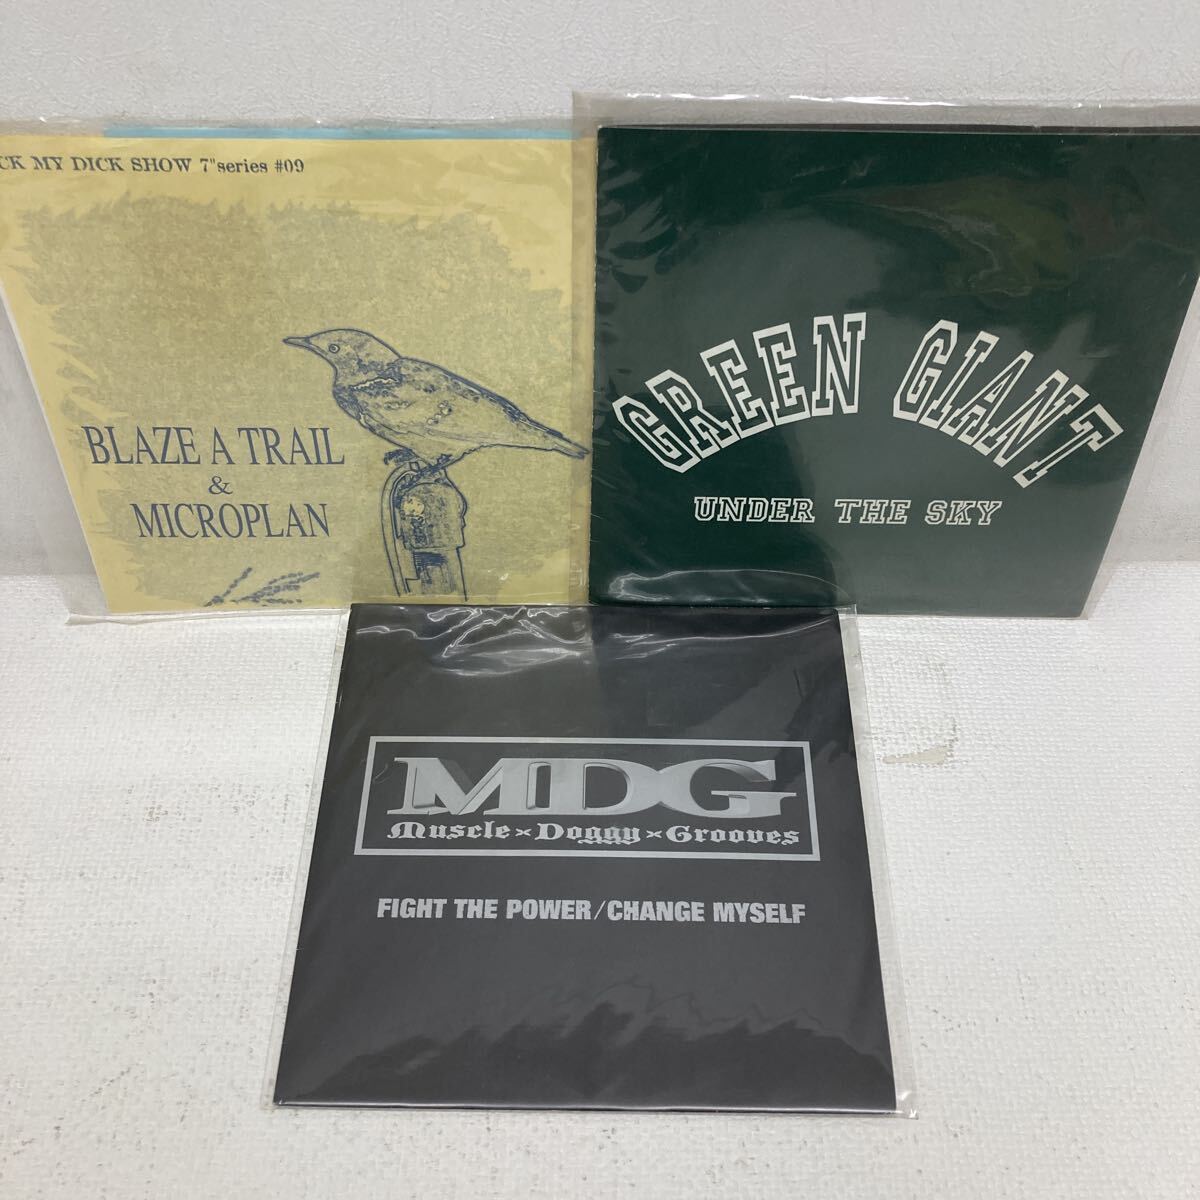 CK MY DICK SHOW 7"series #09
BLAZE A TRAIL
&
MICROPLAN
GREEN GIANT
UNDER THE SKY
MDG
Muscle × Doggy × Grooves
FIGHT THE POWER/CHANGE MYSELF